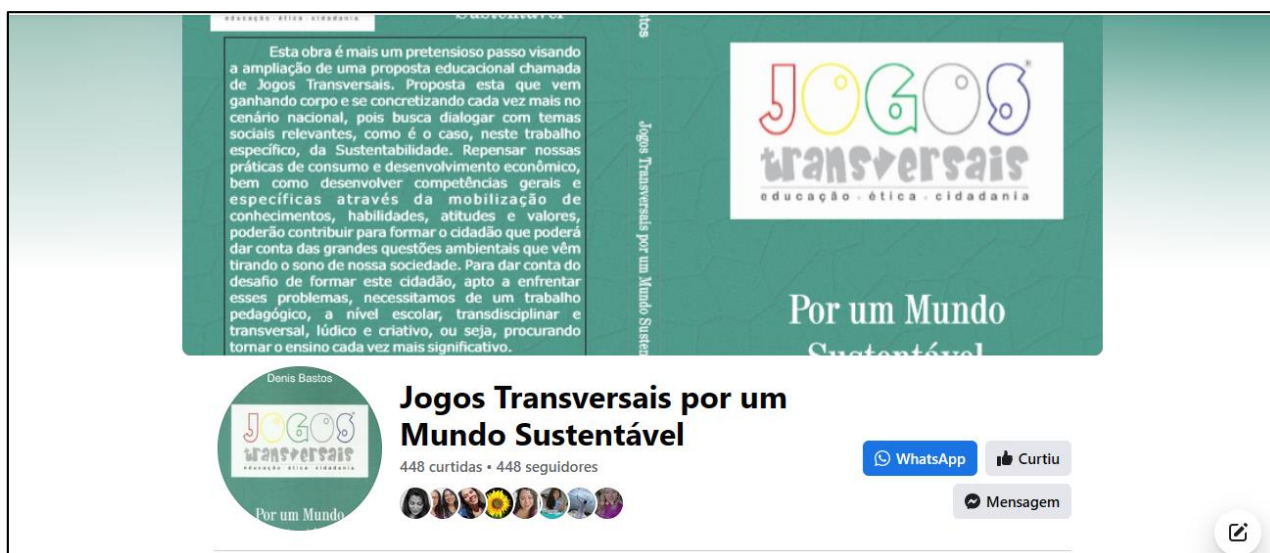 educação . ética . cidadania
Sustentável
Esta obra é mais um pretensioso passo visando
a ampliação de uma proposta educacional chamada
de Jogos Transversais. Proposta esta que vem
ganhando corpo e se concretizando cada vez mais no
cenário nacional, pois busca dialogar com temas
sociais relevantes, como é o caso, neste trabalho
específico, da Sustentabilidade. Repensar nossas
práticas de consumo e desenvolvimento econômico,
bem como desenvolver competências gerais e
específicas através da mobilização de
conhecimentos, habilidades, atitudes e valores,
poderão contribuir para formar o cidadão que poderá
dar conta das grandes questões ambientais que vêm
tirando o sono de nossa sociedade. Para dar conta do
desafio de formar este cidadão, apto a enfrentar
esses problemas, necessitamos de um trabalho
pedagógico, a nível escolar, transdisciplinar e
transversal, lúdico e criativo, ou seja, procurando
tornar o ensino cada vez mais significativo.
Jogos Transversais por um Mundo
JOGOS®
transversais
educação . ética . cidadania
Por um Mundo
Sustentável
Denis Bastos
JOGOS
transversais
educação ética cidadania
Por um Mundo
Jogos Transversais por um
Mundo Sustentável
448 curtidas • 448 seguidores
WhatsApp
Curtiu
Mensagem